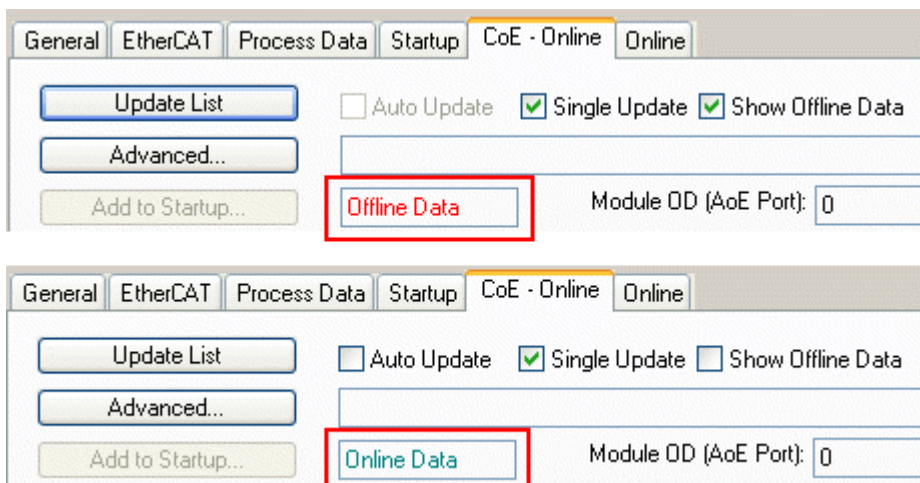 General EtherCAT Process Data Startup CoE - Online Online
Update List Auto Update Single Update Show Offline Data
Advanced...
Add to Startup... Offline Data Module OD (AoE Port): 0
General EtherCAT Process Data Startup CoE - Online Online
Update List Auto Update Single Update Show Offline Data
Advanced...
Add to Startup... Online Data Module OD (AoE Port): 0